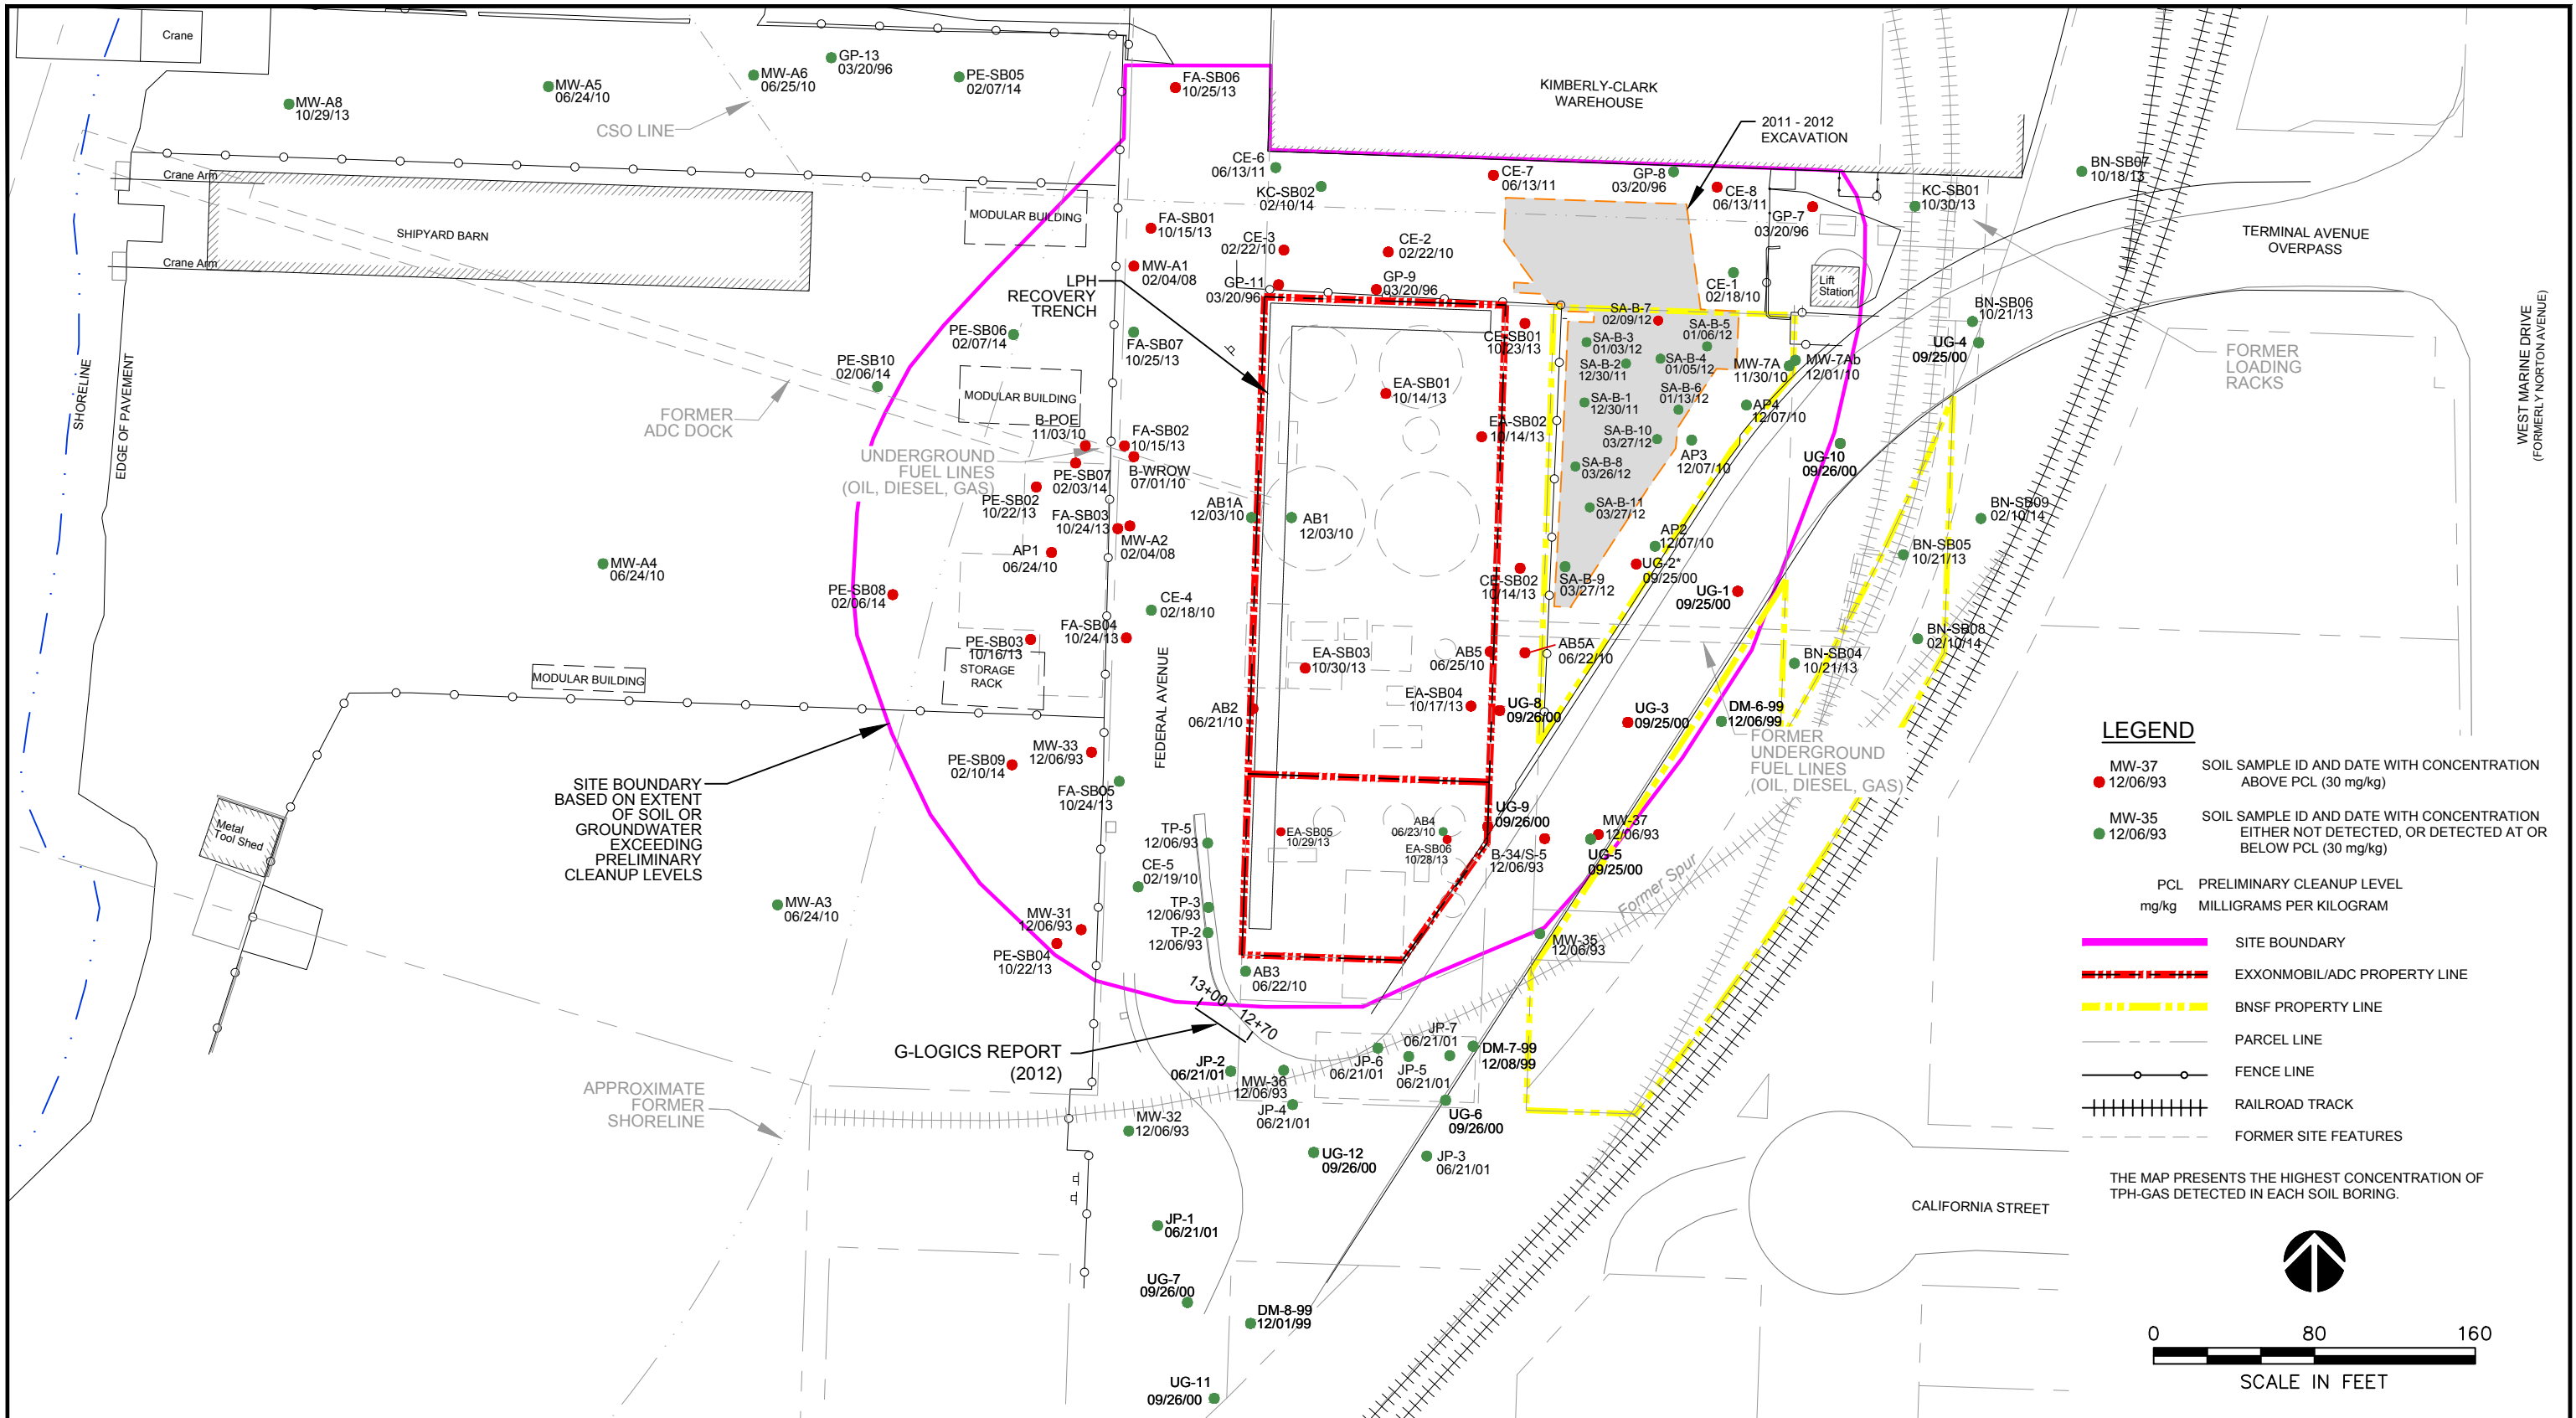 Crane
GP-13
03/20/96
MW-A6
06/25/10
PE-SB05
02/07/14
MW-A5
06/24/10
MW-A8
10/29/13
CSO LINE
FA-SB06
10/25/13
KIMBERLY-CLARK
WAREHOUSE
2011 - 2012
EXCAVATION
Crane Arm
SHIPYARD BARN
Crane Arm
MODULAR BUILDING
CE-6
06/13/11
KC-SB02
02/10/14
CE-7
06/13/11
GP-8
03/20/96
CE-8
06/13/11
GP-7
03/20/96
KC-SB01
10/30/13
BN-SB07
10/18/13
TERMINAL AVENUE
OVERPASS
WEST MARINE DRIVE
(FORMERLY NORTON AVENUE)
FA-SB01
10/15/13
MW-A1
02/04/08
LPH
RECOVERY
TRENCH
CE-3
02/22/10
CE-2
02/22/10
GP-11
03/20/96
GP-9
03/20/96
CE-1
02/18/10
Lift
Station
BN-SB06
10/21/13
UG-4
09/25/00
FORMER
LOADING
RACKS
PE-SB06
02/07/14
FA-SB07
10/25/13
CE-SB01
10/23/13
SA-B-7
02/09/12
SA-B-5
01/06/12
SA-B-3
01/03/12
SA-B-4
01/05/12
SA-B-2
12/30/11
MW-7A
11/30/10
MW-7Ab
12/01/10
SHORELINE
EDGE OF PAVEMENT
PE-SB10
02/06/14
FORMER
ADC DOCK
MODULAR BUILDING
EA-SB01
10/14/13
SA-B-1
12/30/11
SA-B-6
01/13/12
AP4
12/07/10
B-POE
11/03/10
FA-SB02
10/15/13
EA-SB02
10/14/13
SA-B-10
03/27/12
AP3
12/07/10
UG-10
09/26/00
UNDERGROUND
FUEL LINES
(OIL, DIESEL, GAS)
PE-SB07
02/03/14
B-WROW
07/01/10
SA-B-8
03/26/12
PE-SB02
10/22/13
FA-SB03
10/24/13
MW-A2
02/04/08
AB1A
12/03/10
AB1
12/03/10
SA-B-11
03/27/12
AP2
12/07/10
BN-SB09
02/10/14
BN-SB05
10/21/13
MW-A4
06/24/10
AP1
06/24/10
PE-SB08
02/06/14
CE-4
02/18/10
CE-SB02
10/14/13
SA-B-9
03/27/12
UG-2*
09/25/00
UG-1
09/25/00
FA-SB04
10/24/13
PE-SB03
10/16/13
STORAGE
RACK
MODULAR BUILDING
FEDERAL AVENUE
EA-SB03
10/30/13
AB5
06/25/10
AB5A
06/22/10
BN-SB08
02/10/14
BN-SB04
10/21/13
EA-SB04
10/17/13
AB2
06/21/10
UG-8
09/26/00
UG-3
09/25/00
DM-6-99
12/06/99
FORMER
UNDERGROUND
FUEL LINES
(OIL, DIESEL, GAS)
MW-33
12/06/93
PE-SB09
02/10/14
FA-SB05
10/24/13
SITE BOUNDARY
BASED ON EXTENT
OF SOIL OR
GROUNDWATER
EXCEEDING
PRELIMINARY
CLEANUP LEVELS
Metal
Tool Shed
TP-5
12/06/93
EA-SB05
10/29/13
AB4
06/23/10
EA-SB06
10/28/13
UG-9
09/26/00
B-34/S-5
12/06/93
MW-37
12/06/93
UG-5
09/25/00
Former Spur
CE-5
02/19/10
TP-3
12/06/93
TP-2
12/06/93
MW-A3
06/24/10
MW-31
12/06/93
PE-SB04
10/22/13
AB3
06/22/10
MW-35
12/06/93
13+00
12+70
G-LOGICS REPORT
(2012)
JP-2
06/21/01
MW-36
12/06/93
JP-6
06/21/01
JP-7
06/21/01
JP-5
06/21/01
DM-7-99
12/08/99
APPROXIMATE
FORMER
SHORELINE
MW-32
12/06/93
JP-4
06/21/01
UG-6
09/26/00
UG-12
09/26/00
JP-3
06/21/01
JP-1
06/21/01
UG-7
09/26/00
DM-8-99
12/01/99
UG-11
09/26/00
CALIFORNIA STREET
LEGEND
MW-37
12/06/93
SOIL SAMPLE ID AND DATE WITH CONCENTRATION
ABOVE PCL (30 mg/kg)
MW-35
12/06/93
SOIL SAMPLE ID AND DATE WITH CONCENTRATION
EITHER NOT DETECTED, OR DETECTED AT OR
BELOW PCL (30 mg/kg)
PCL PRELIMINARY CLEANUP LEVEL
mg/kg MILLIGRAMS PER KILOGRAM
SITE BOUNDARY
EXXONMOBIL/ADC PROPERTY LINE
BNSF PROPERTY LINE
PARCEL LINE
FENCE LINE
RAILROAD TRACK
FORMER SITE FEATURES
THE MAP PRESENTS THE HIGHEST CONCENTRATION OF
TPH-GAS DETECTED IN EACH SOIL BORING.
0 80 160
SCALE IN FEET